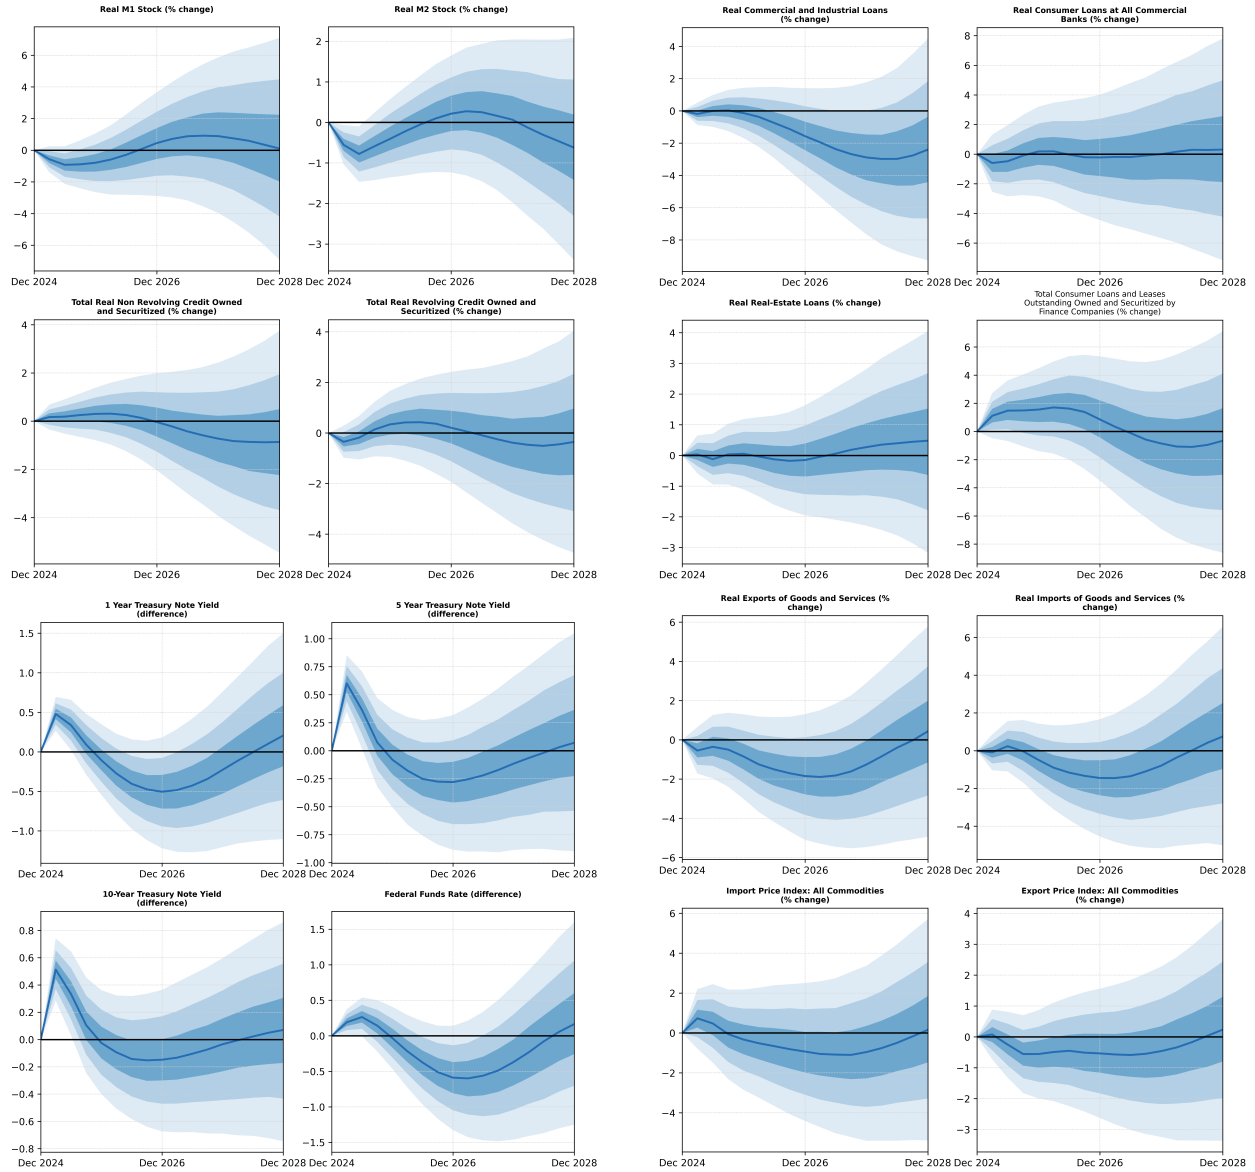 Real M1 Stock (% change)
6
4
2
0
−2
−4
−6
Dec 2024
Dec 2026
Dec 2028
Real M2 Stock (% change)
2
1
0
−1
−2
−3
Dec 2024
Dec 2026
Dec 2028
Real Commercial and Industrial Loans
(% change)
4
2
0
−2
−4
−6
−8
Dec 2024
Dec 2026
Dec 2028
Real Consumer Loans at All Commercial
Banks (% change)
8
6
4
2
0
−2
−4
−6
Dec 2024
Dec 2026
Dec 2028
Total Real Non Revolving Credit Owned
and Securitized (% change)
4
2
0
−2
−4
Dec 2024
Dec 2026
Dec 2028
Total Real Revolving Credit Owned and
Securitized (% change)
4
2
0
−2
−4
Dec 2024
Dec 2026
Dec 2028
Real Real-Estate Loans (% change)
4
3
2
1
0
−1
−2
−3
Dec 2024
Dec 2026
Dec 2028
Total Consumer Loans and Leases
Outstanding Owned and Securitized by
Finance Companies (% change)
6
4
2
0
−2
−4
−6
−8
Dec 2024
Dec 2026
Dec 2028
1 Year Treasury Note Yield
(difference)
1.5
1.0
0.5
0.0
−0.5
−1.0
Dec 2024
Dec 2026
Dec 2028
5 Year Treasury Note Yield
(difference)
1.00
0.75
0.50
0.25
0.00
−0.25
−0.50
−0.75
−1.00
Dec 2024
Dec 2026
Dec 2028
Real Exports of Goods and Services (%
change)
6
4
2
0
−2
−4
−6
Dec 2024
Dec 2026
Dec 2028
Real Imports of Goods and Services (%
change)
6
4
2
0
−2
−4
Dec 2024
Dec 2026
Dec 2028
10-Year Treasury Note Yield
(difference)
0.8
0.6
0.4
0.2
0.0
−0.2
−0.4
−0.6
−0.8
Dec 2024
Dec 2026
Dec 2028
Federal Funds Rate (difference)
1.5
1.0
0.5
0.0
−0.5
−1.0
−1.5
Dec 2024
Dec 2026
Dec 2028
Import Price Index: All Commodities
(% change)
6
4
2
0
−2
−4
Dec 2024
Dec 2026
Dec 2028
Export Price Index: All Commodities
(% change)
4
3
2
1
0
−1
−2
−3
Dec 2024
Dec 2026
Dec 2028